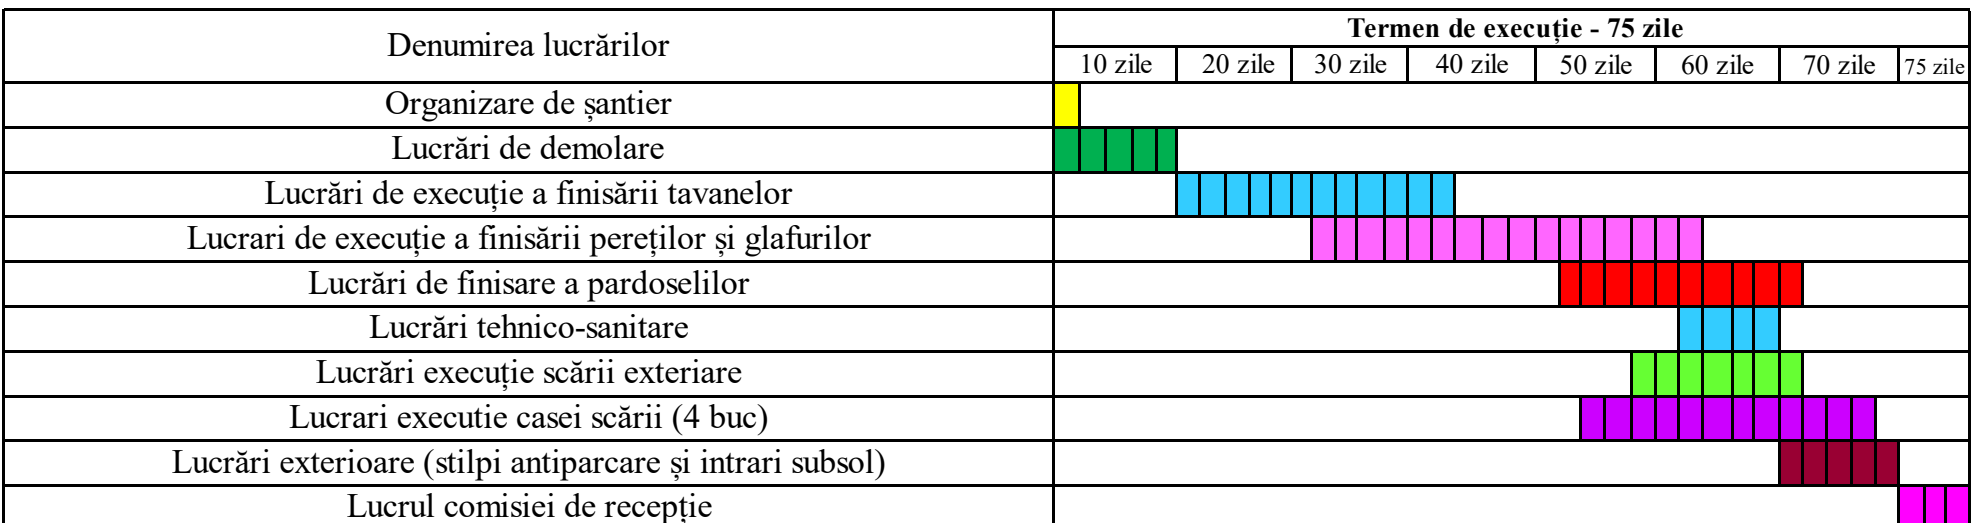 Denumirea lucrărilor
Termen de execuție - 75 zile
10 zile 20 zile 30 zile 40 zile 50 zile 60 zile 70 zile 75 zile
Organizare de șantier
Lucrări de demolare
Lucrări de execuție a finisării tavanelor
Lucrari de execuție a finisării pereților și glafurilor
Lucrări de finisare a pardoselilor
Lucrări tehnico-sanitare
Lucrări execuție scării exteriare
Lucrari executie casei scării (4 buc)
Lucrări exterioare (stilpi antiparcare și intrari subsol)
Lucrul comisiei de recepție